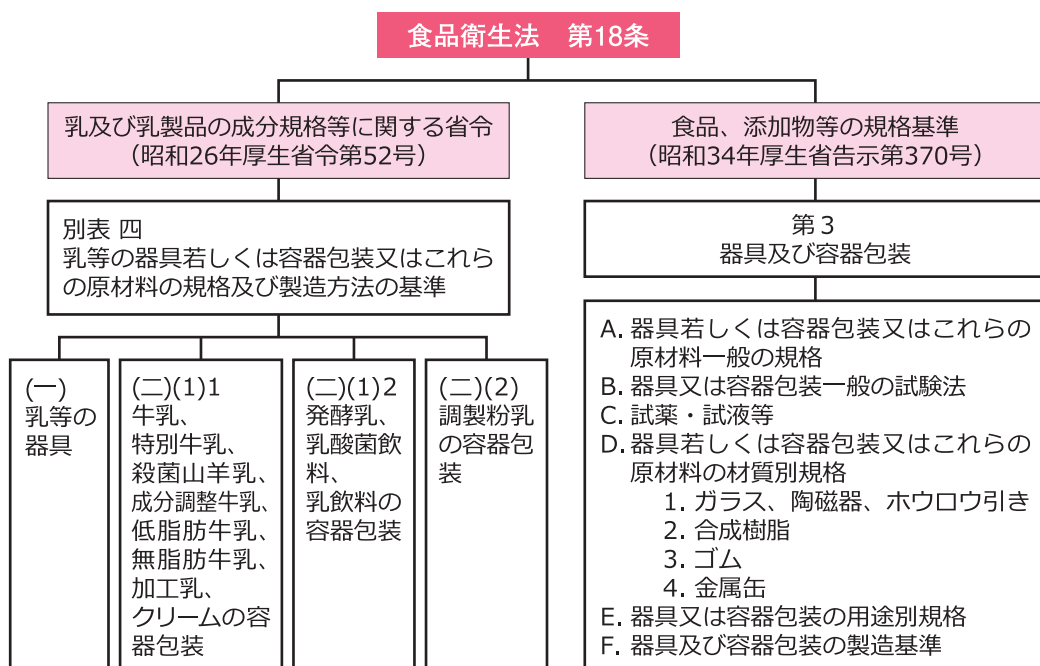 食品衛生法　第18条
乳及び乳製品の成分規格等に関する省令
（昭和26年厚生省令第52号）
別表 四
乳等の器具若しくは容器包装又はこれら
の原材料の規格及び製造方法の基準
(一)
乳等の
器具
(二)(1)1
牛乳、
特別牛乳、
殺菌山羊乳、
成分調整牛乳、
低脂肪牛乳、
無脂肪牛乳、
加工乳、
クリームの容
器包装
(二)(1)2
発酵乳、
乳酸菌飲
料、
乳飲料の
容器包装
(二)(2)
調製粉乳
の容器包
装
食品、添加物等の規格基準
（昭和34年厚生省告示第370号）
第３
器具及び容器包装
A. 器具若しくは容器包装又はこれらの
原材料一般の規格
B. 器具又は容器包装一般の試験法
C. 試薬・試液等
D. 器具若しくは容器包装又はこれらの
原材料の材質別規格
1. ガラス、陶磁器、ホウロウ引き
2. 合成樹脂
3. ゴム
4. 金属缶
E. 器具又は容器包装の用途別規格
F. 器具及び容器包装の製造基準